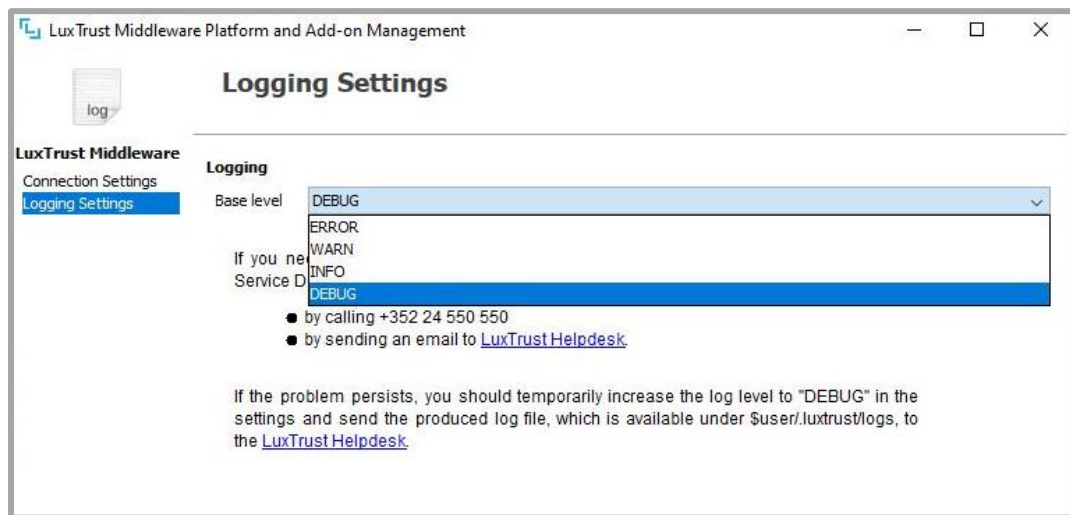 LuxTrust Middleware Platform and Add-on Management
log
Logging Settings
LuxTrust Middleware
Connection Settings
Logging Settings
Logging
Base level DEBUG
ERROR
WARN
INFO
DEBUG
If you
Service
by calling +352 24 550 550
by sending an email to LuxTrust Helpdesk.
If the problem persists, you should temporarily increase the log level to "DEBUG" in the
settings and send the produced log file, which is available under $user/.luxtrust/logs, to
the LuxTrust Helpdesk.